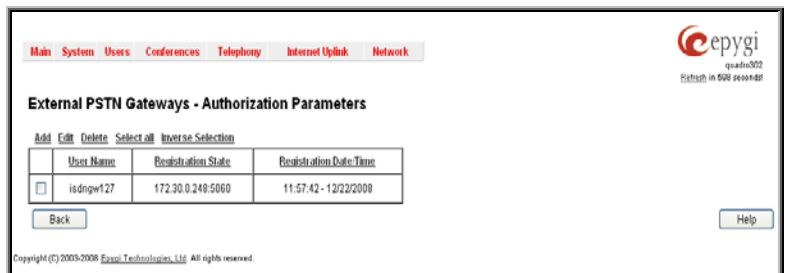 Main System Users Conferences Telephony Internet Uplink Network
epygi
quadro302
Refresh in 598 seconds!
External PSTN Gateways - Authorization Parameters
Add Edit Delete Select all Inverse Selection
User Name Registration State Registration Date/Time
isdngw127 172.30.0.248:5060 11:57:42 - 12/22/2008
Back Help
Copyright (C) 2003-2008 Epygi Technologies, Ltd. All rights reserved.